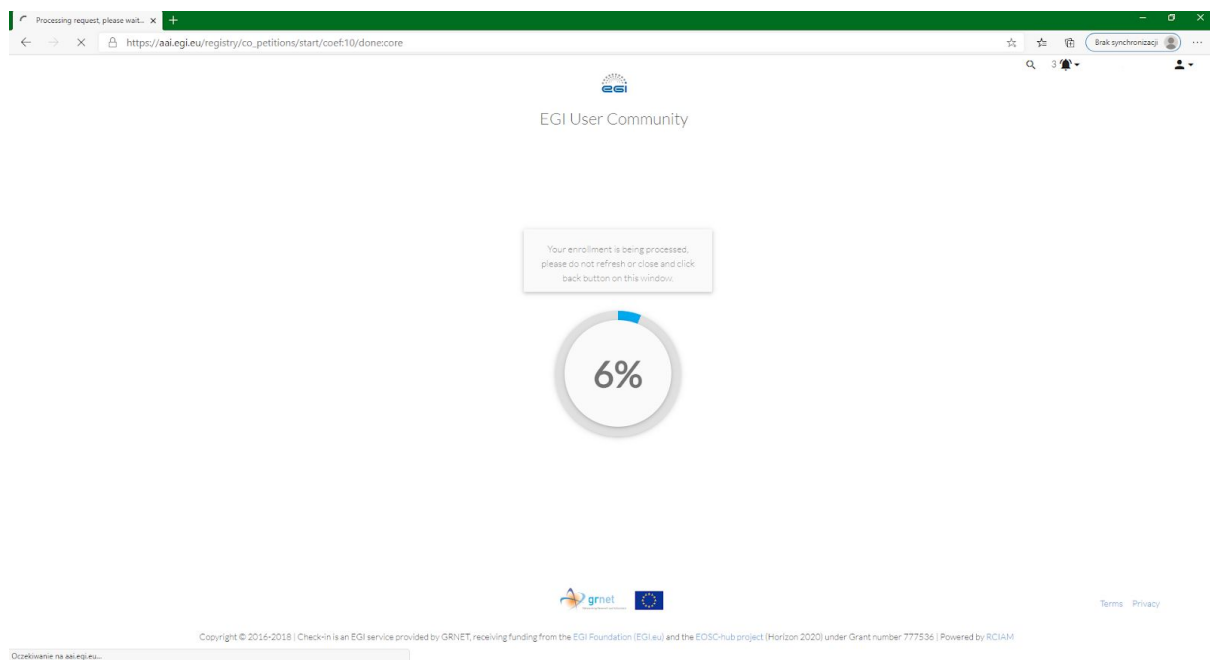 Processing request, please wait...
https://aai.egi.eu/registry/co_petitions/start/coef:10/done:core
Brak synchronizacji
3
egi
EGI User Community
Your enrollment is being processed,
please do not refresh or close and click
back button on this window.
6%
grnet
Terms Privacy
Copyright © 2016-2018 | Check-in is an EGI service provided by GRNET, receiving funding from the EGI Foundation (EGI.eu) and the EOSC-hub project (Horizon 2020) under Grant number 777536 | Powered by RCIAM
Oczekiwanie na aai.egi.eu...